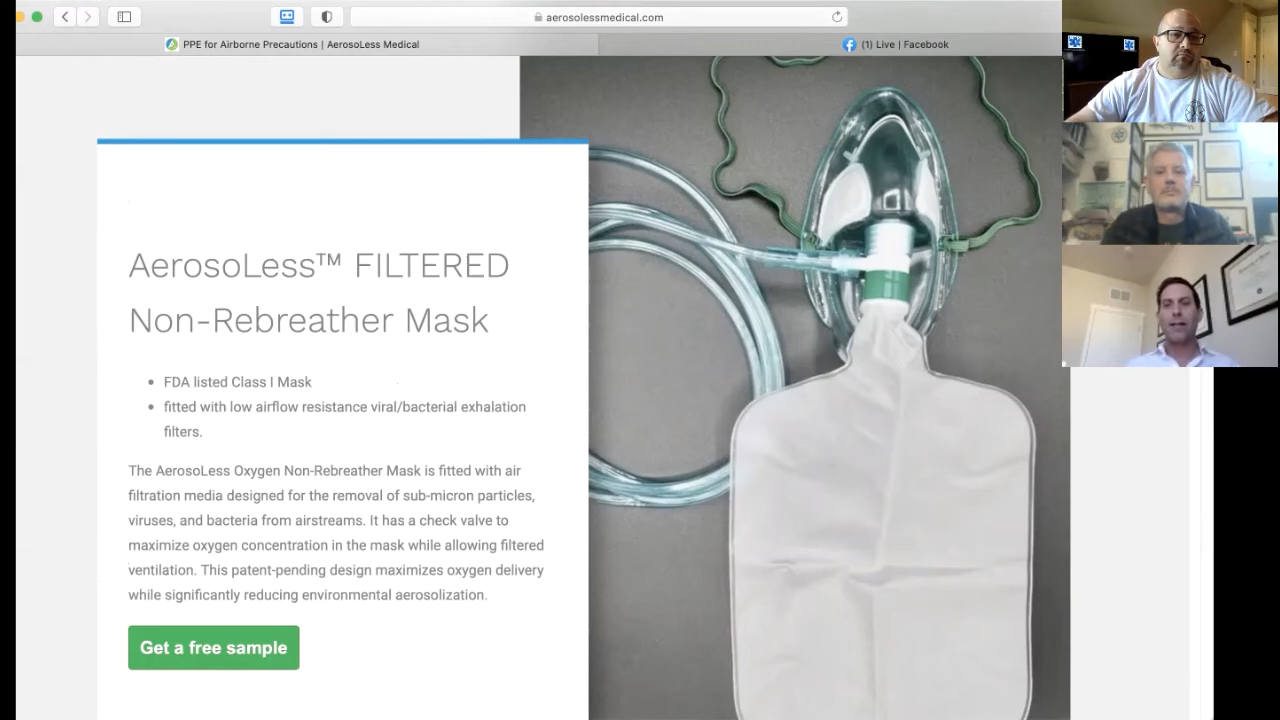 aerosolessmedical.com
PPE for Airborne Precautions | AerosoLess Medical
(1) Live | Facebook
AerosoLess™ FILTERED
Non-Rebreather Mask
• FDA listed Class I Mask
• fitted with low airflow resistance viral/bacterial exhalation
filters.
The AerosoLess Oxygen Non-Rebreather Mask is fitted with air
filtration media designed for the removal of sub-micron particles,
viruses, and bacteria from airstreams. It has a check valve to
maximize oxygen concentration in the mask while allowing filtered
ventilation. This patent-pending design maximizes oxygen delivery
while significantly reducing environmental aerosolization.
Get a free sample